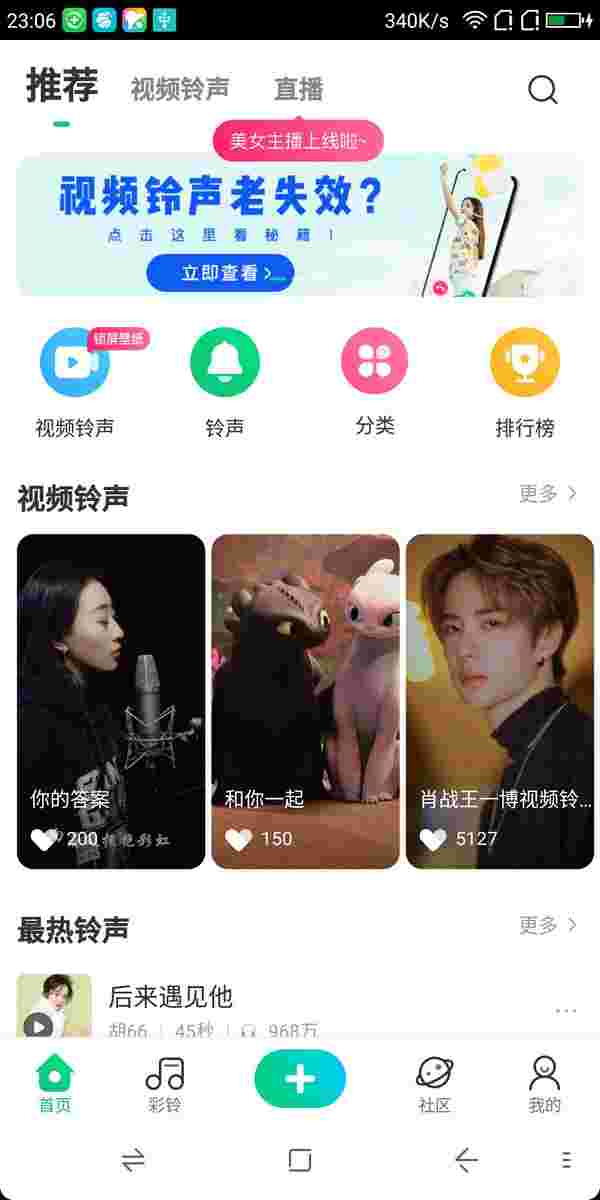 23:06
340K/s
推荐
视频铃声
直播
美女主播上线啦~
视频铃声老失效？
点击这里看秘籍！
立即查看
锁屏壁纸
视频铃声
铃声
分类
排行榜
视频铃声
更多
你的答案
200
和你一起
150
肖战王一博视频铃...
5127
最热铃声
更多
后来遇见他
胡66
45秒
968万
首页
彩铃
社区
我的